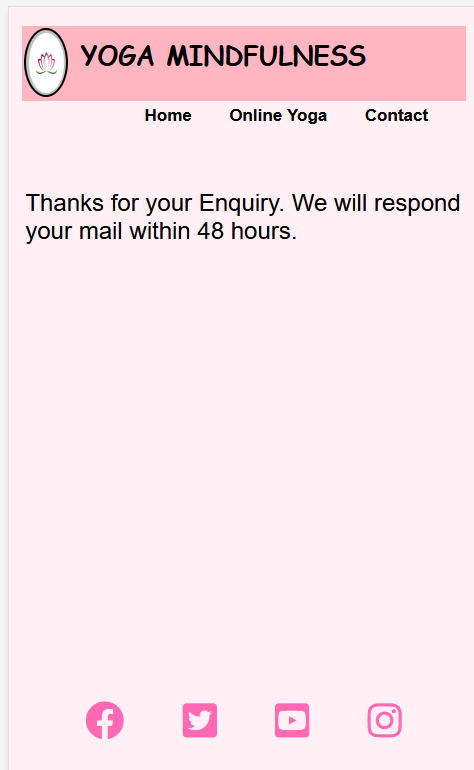 YOGA MINDFULNESS
Home Online Yoga Contact
Thanks for your Enquiry. We will respond
your mail within 48 hours.